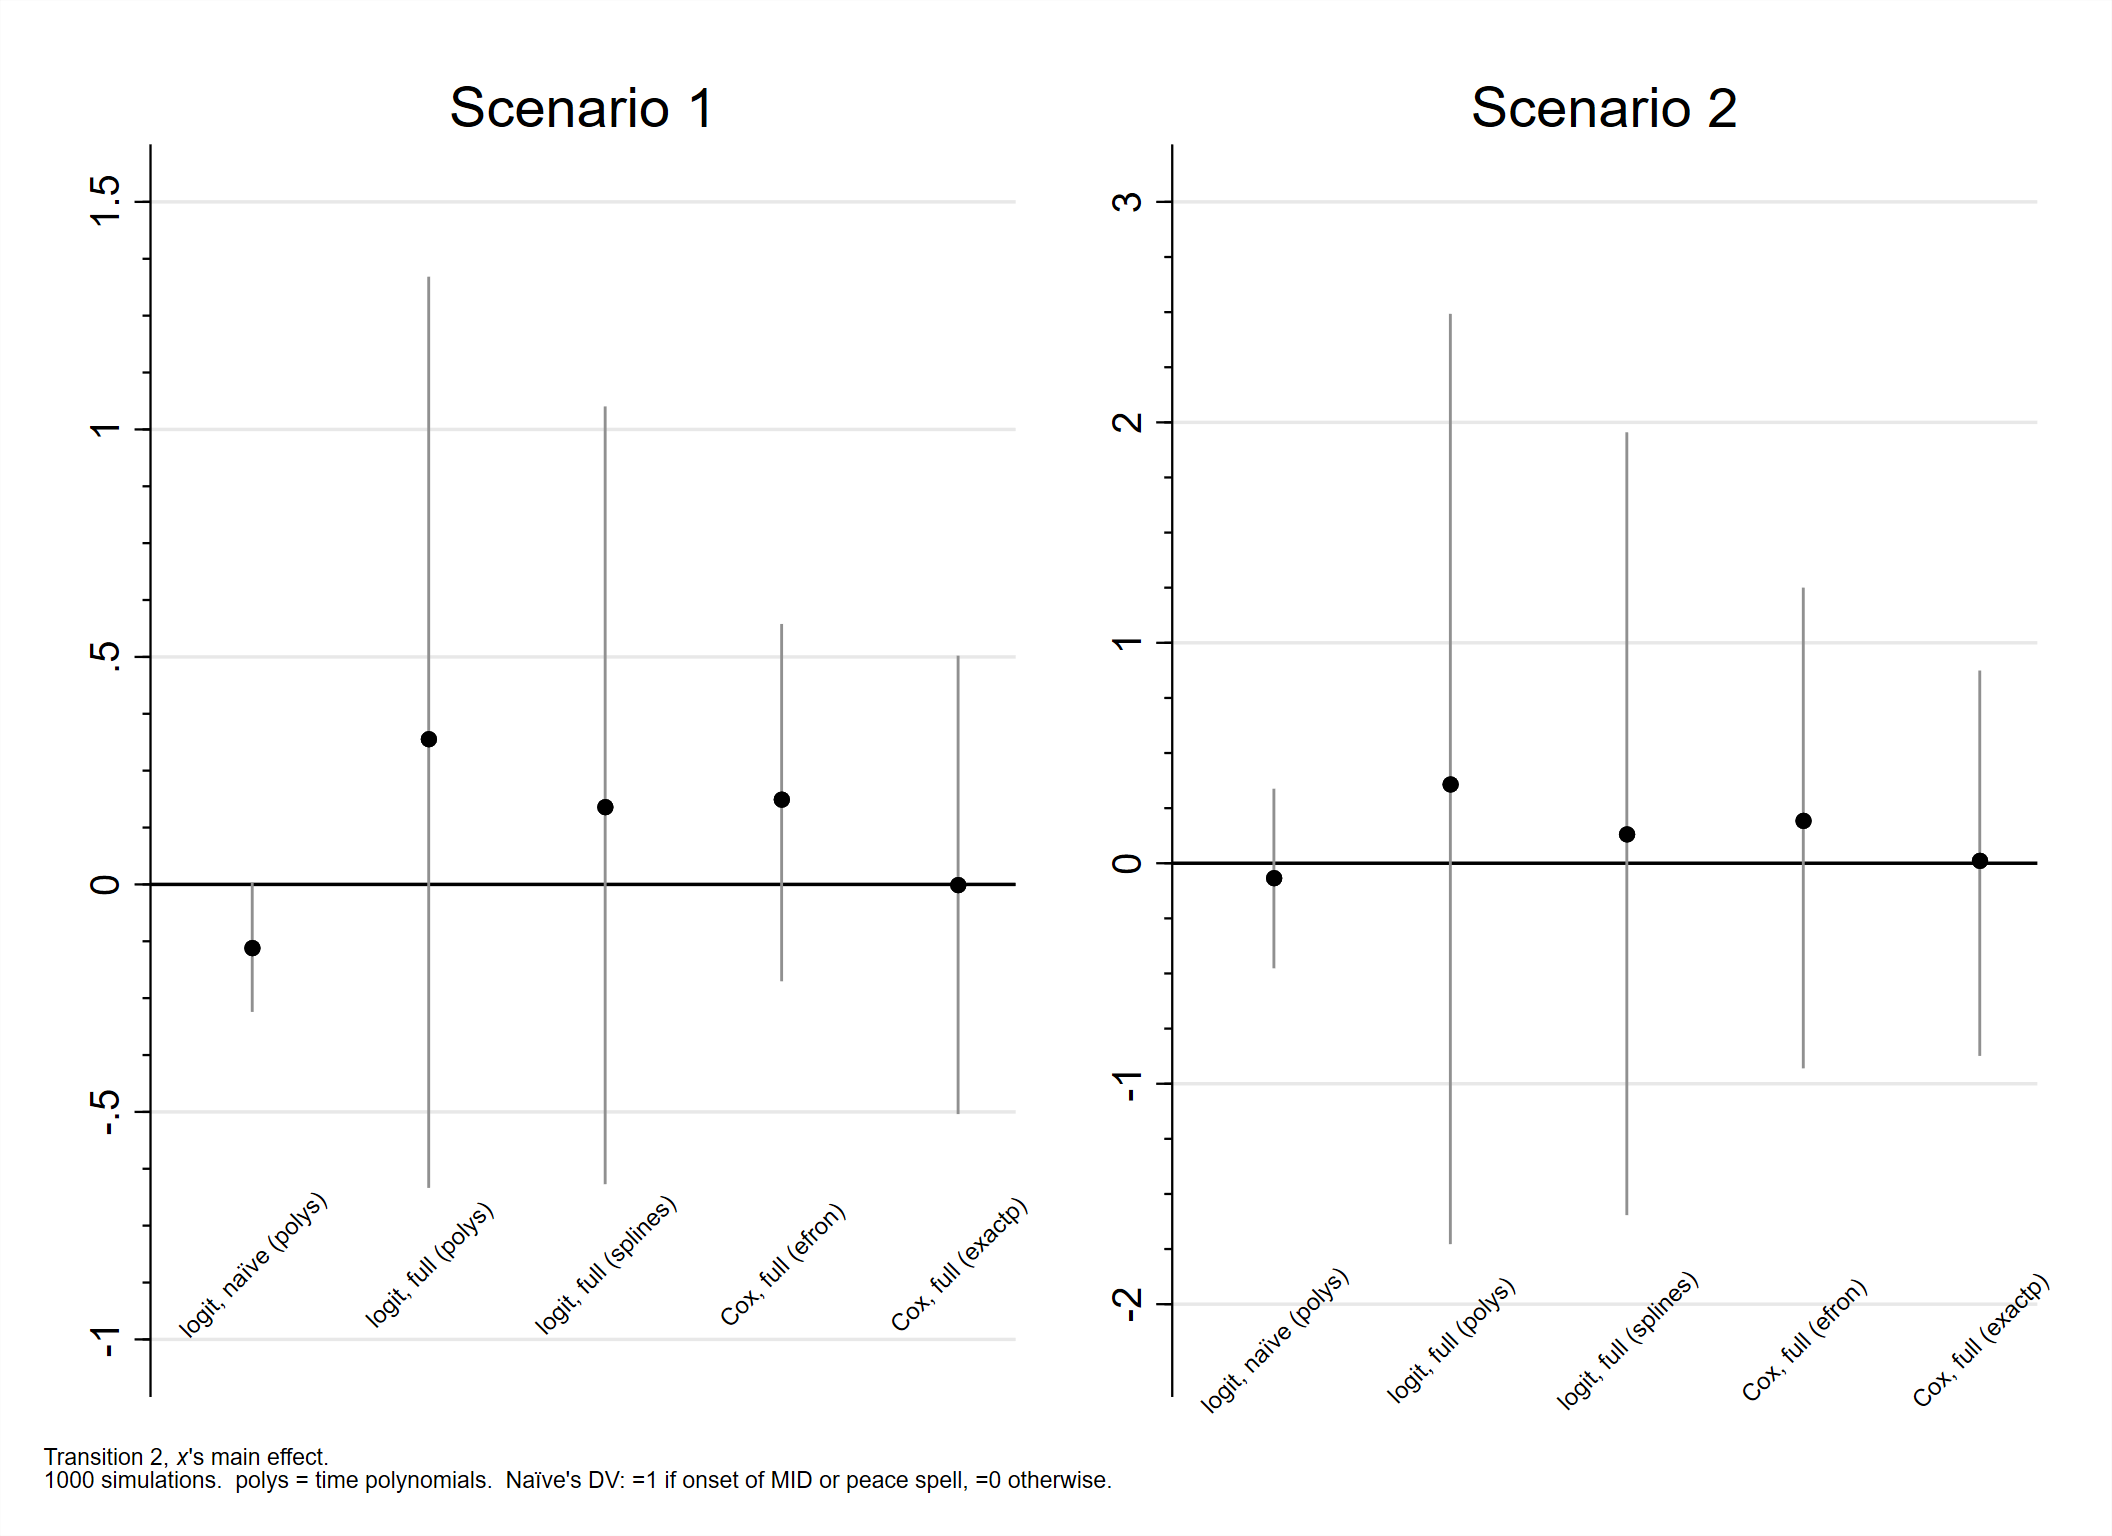 Scenario 1
1.5
1
.5
0
-.5
-1
logit, naïve (polys)
logit, full (polys)
logit, full (splines)
Cox, full (efron)
Cox, full (exactp)
Scenario 2
3
2
1
0
-1
-2
logit, naïve (polys)
logit, full (polys)
logit, full (splines)
Cox, full (efron)
Cox, full (exactp)
Transition 2, x's main effect.
1000 simulations.  polys = time polynomials.  Naïve's DV: =1 if onset of MID or peace spell, =0 otherwise.